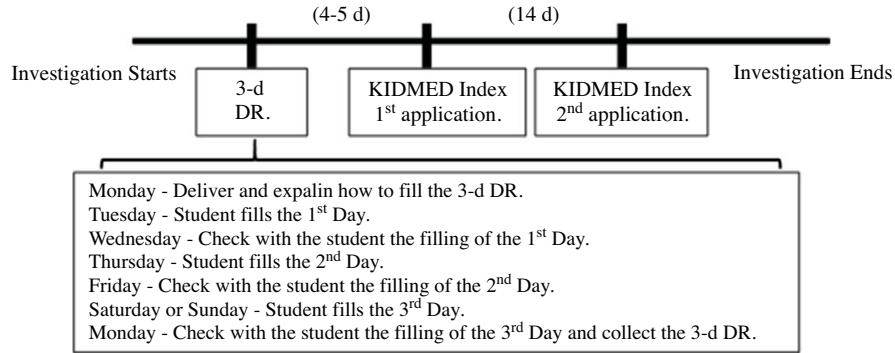 (4-5 d) (14 d)
Investigation Starts
Investigation Ends
3-d
DR.
KIDMED Index
1st application.
KIDMED Index
2nd application.
Monday - Deliver and expalin how to fill the 3-d DR.
Tuesday - Student fills the 1st Day.
Wednesday - Check with the student the filling of the 1st Day.
Thursday - Student fills the 2nd Day.
Friday - Check with the student the filling of the 2nd Day.
Saturday or Sunday - Student fills the 3rd Day.
Monday - Check with the student the filling of the 3rd Day and collect the 3-d DR.